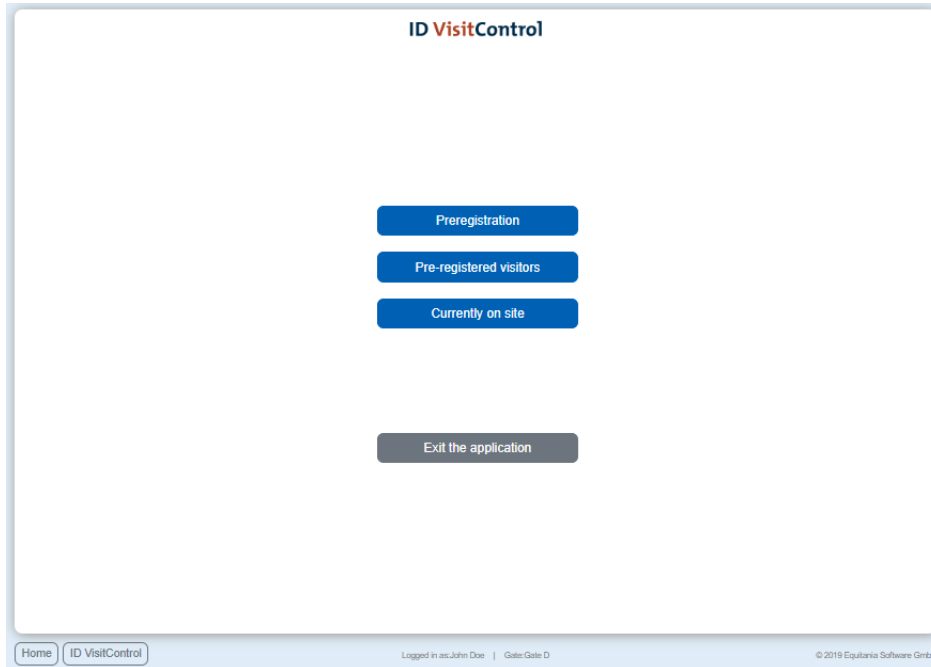 ID VisitControl
Preregistration
Pre-registered visitors
Currently on site
Exit the application
Home ID VisitControl Logged in as:John Doe | Gate:Gate D © 2019 Equitania Software Gmb